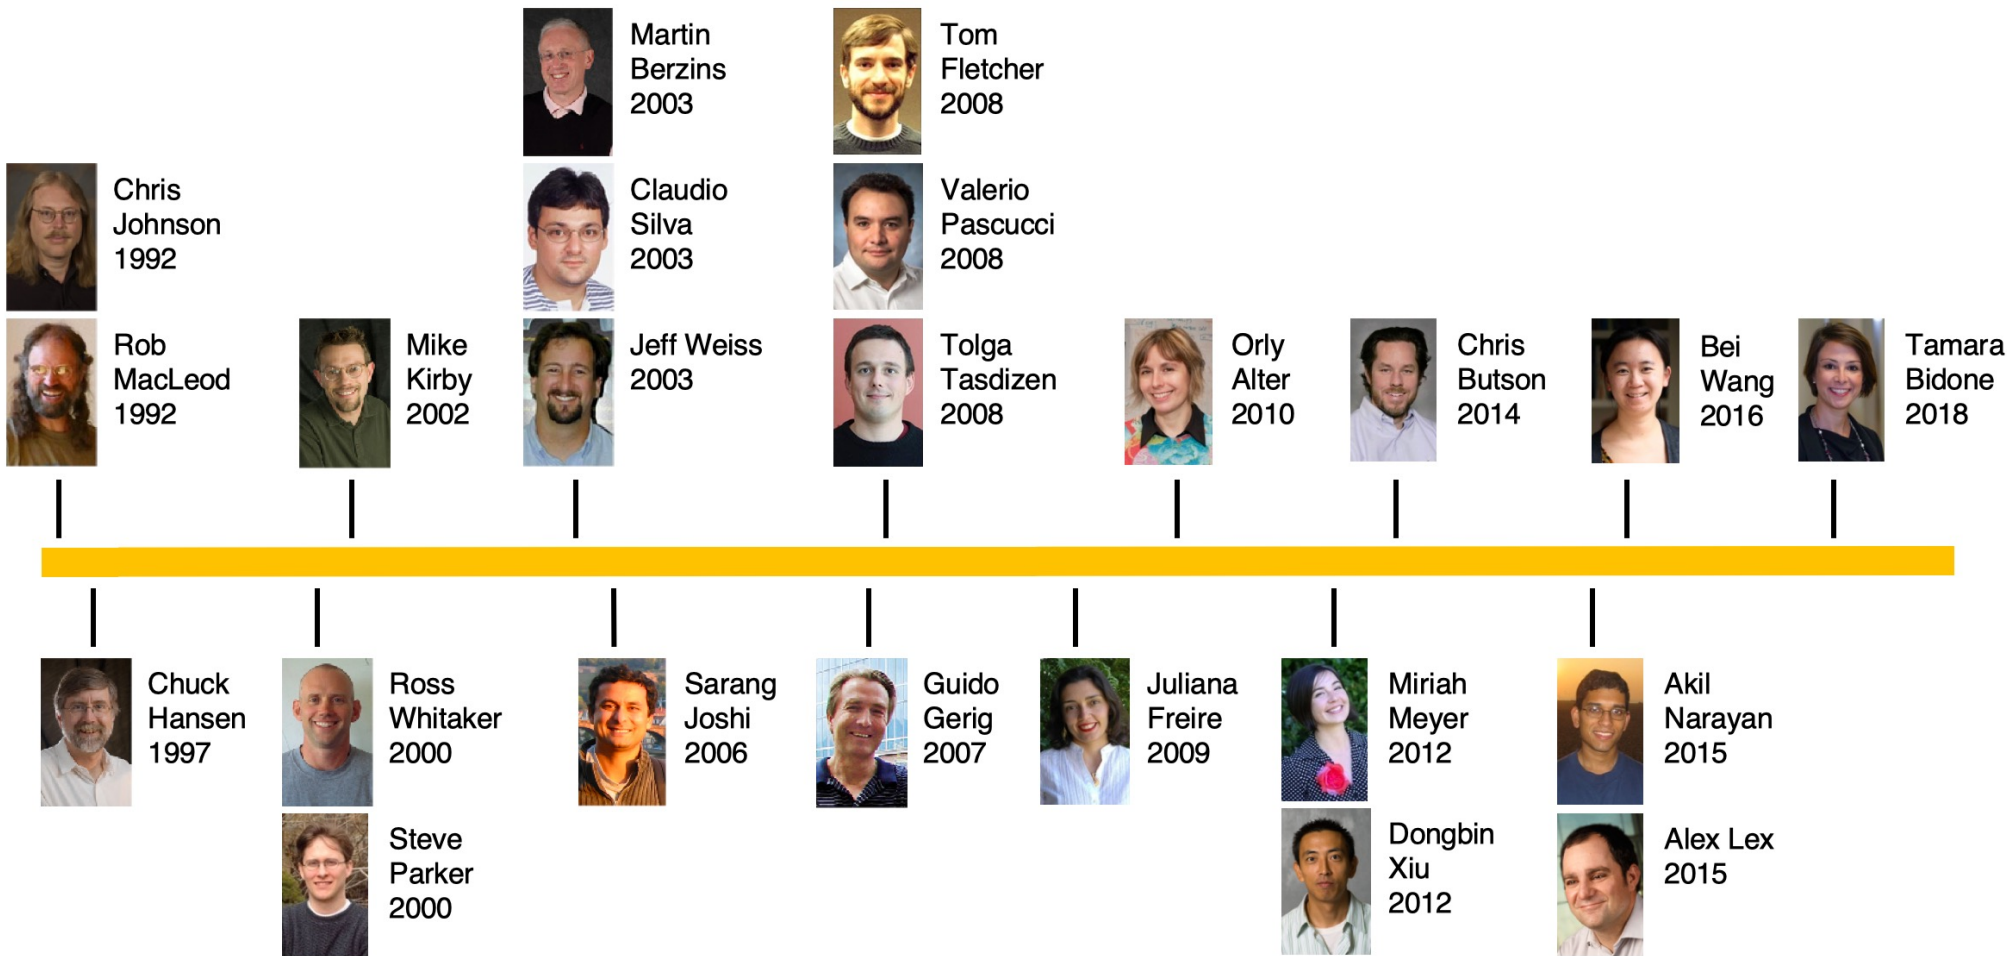 Martin
Berzins
2003
Tom
Fletcher
2008
Chris
Johnson
1992
Claudio
Silva
2003
Valerio
Pascucci
2008
Rob
MacLeod
1992
Mike
Kirby
2002
Jeff Weiss
2003
Tolga
Tasdizen
2008
Orly
Alter
2010
Chris
Butson
2014
Bei
Wang
2016
Tamara
Bidone
2018
Chuck
Hansen
1997
Ross
Whitaker
2000
Sarang
Joshi
2006
Guido
Gerig
2007
Juliana
Freire
2009
Miriah
Meyer
2012
Akil
Narayan
2015
Steve
Parker
2000
Dongbin
Xiu
2012
Alex Lex
2015